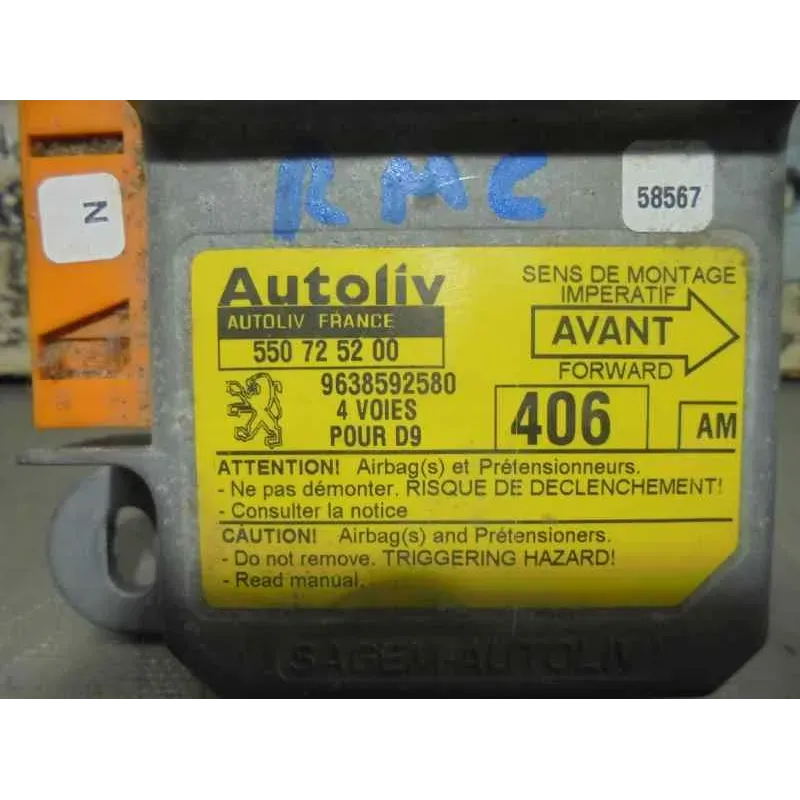 RMC
58567
N
Autoliv
AUTOLIV FRANCE
550 72 52 00
9638592580
4 VOIES
POUR D9
SENS DE MONTAGE
IMPERATIF
AVANT
FORWARD
406
AM
ATTENTION! Airbag(s) et Prétensionneurs.
- Ne pas démonter. RISQUE DE DECLENCHEMENT!
- Consulter la notice
CAUTION! Airbag(s) and Prétensioners.
- Do not remove. TRIGGERING HAZARD!
- Read manual.
SAGEM-AUTOLIV